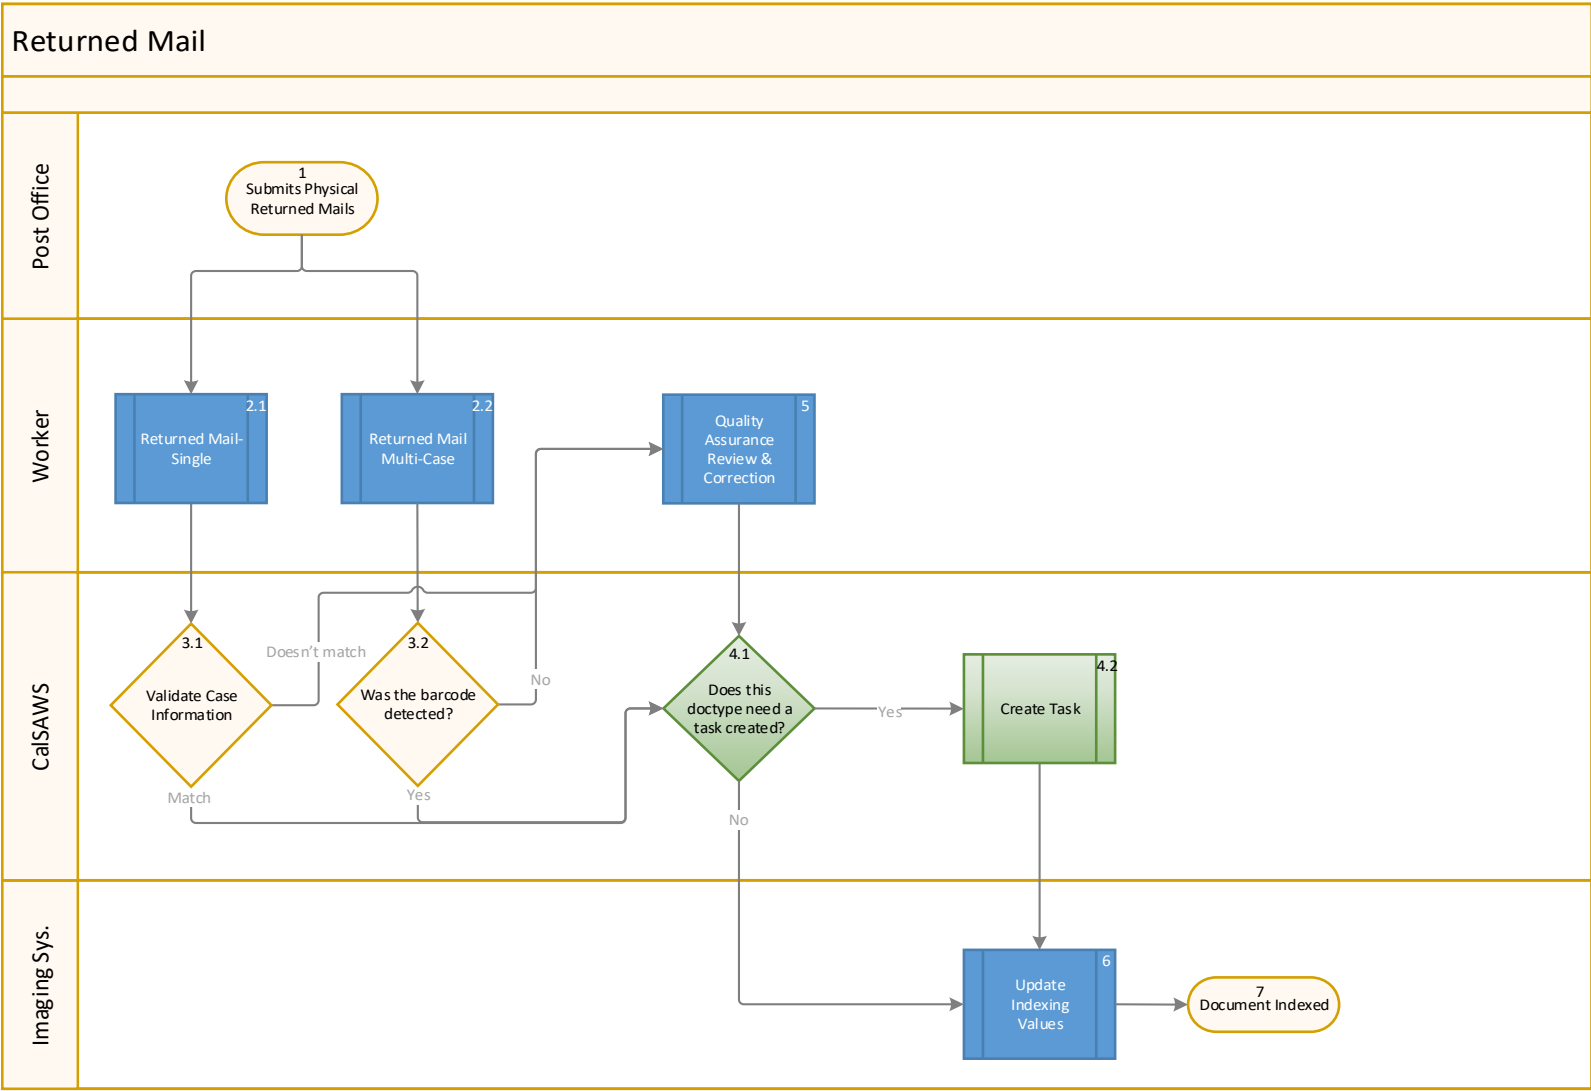 Returned Mail
Post Office
1
Submits Physical
Returned Mails
Worker
2.1
Returned Mail-
Single
2.2
Returned Mail
Multi-Case
5
Quality
Assurance
Review &
Correction
CalSAWS
3.1
Validate Case
Information
Doesn't match
Match
3.2
Was the barcode
detected?
No
Yes
4.1
Does this
doctype need a
task created?
Yes
No
4.2
Create Task
Imaging Sys.
6
Update
Indexing
Values
7
Document Indexed